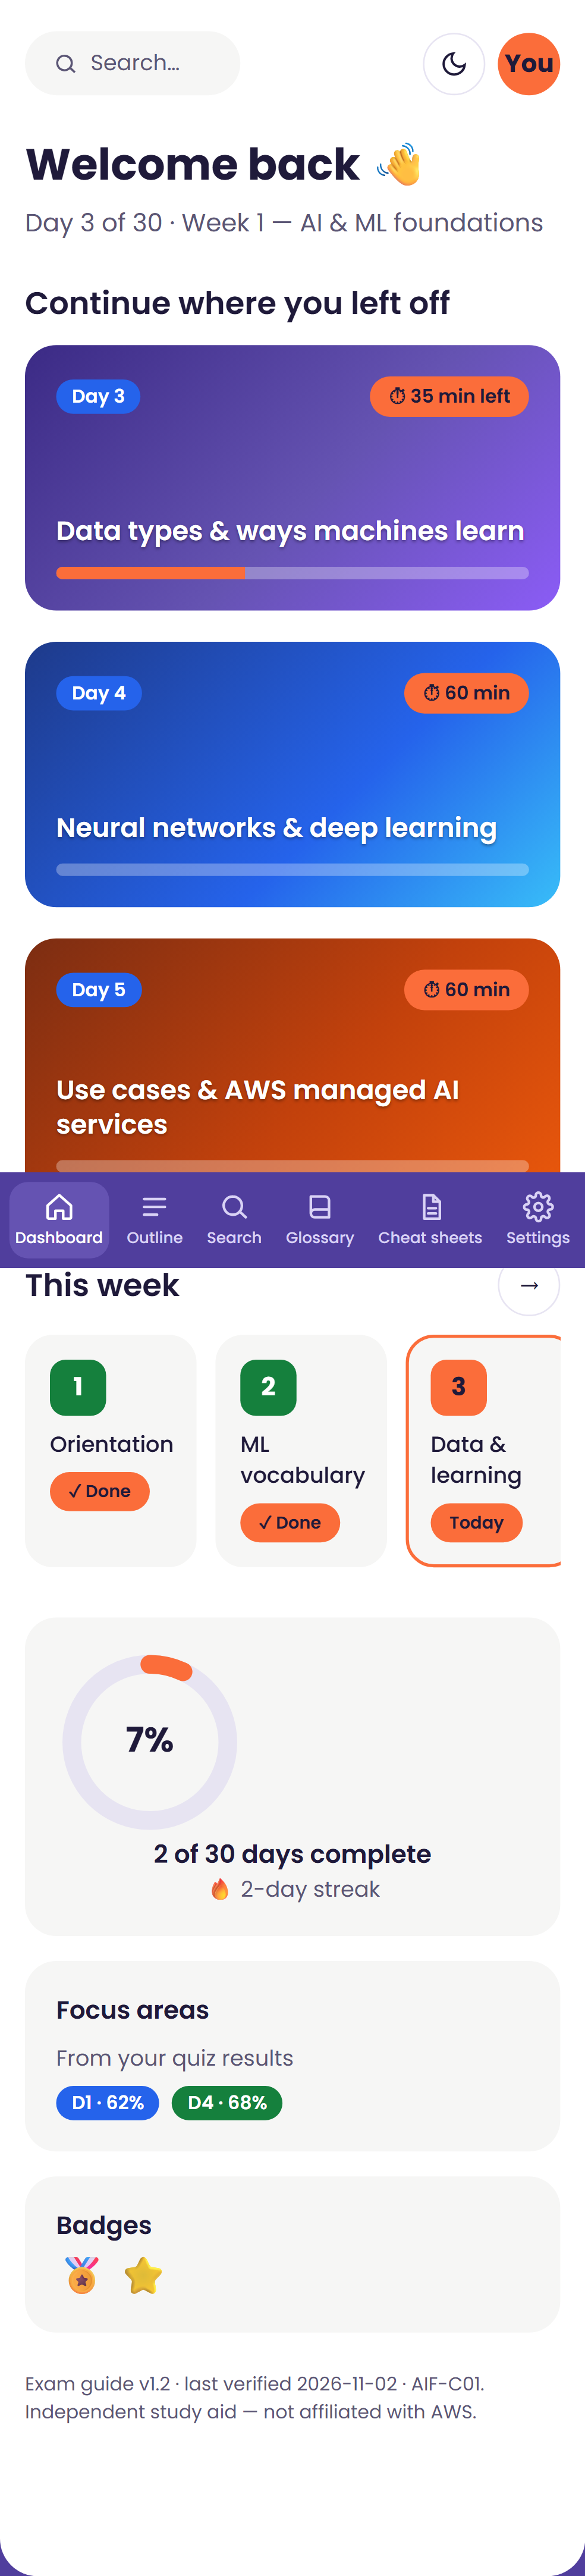 Search...
You
Welcome back 👋
Day 3 of 30 · Week 1 — AI & ML foundations
Continue where you left off
Day 3
⏱ 35 min left
Data types & ways machines learn
Day 4
⏱ 60 min
Neural networks & deep learning
Day 5
⏱ 60 min
Use cases & AWS managed AI
services
Dashboard
Outline
Search
Glossary
Cheat sheets
Settings
This week
→
1
Orientation
✓ Done
2
ML
vocabulary
✓ Done
3
Data &
learning
Today
7%
2 of 30 days complete
🔥 2-day streak
Focus areas
From your quiz results
D1 · 62%
D4 · 68%
Badges
Exam guide v1.2 · last verified 2026-11-02 · AIF-C01.
Independent study aid — not affiliated with AWS.